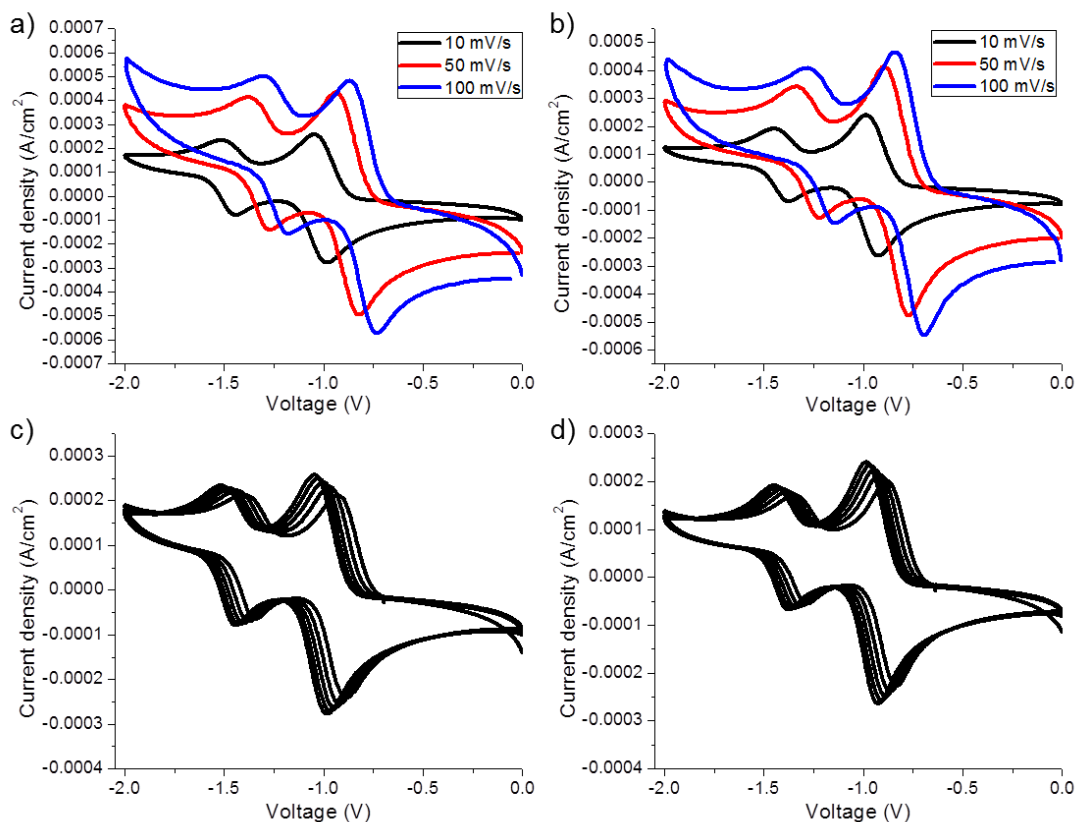 a)
0.0007
0.0006
0.0005
0.0004
0.0003
0.0002
0.0001
0.0000
-0.0001
-0.0002
-0.0003
-0.0004
-0.0005
-0.0006
-0.0007
Current density (A/cm²)
10 mV/s
50 mV/s
100 mV/s
-2.0 -1.5 -1.0 -0.5 0.0
Voltage (V)
b)
0.0005
0.0004
0.0003
0.0002
0.0001
0.0000
-0.0001
-0.0002
-0.0003
-0.0004
-0.0005
-0.0006
Current density (A/cm²)
10 mV/s
50 mV/s
100 mV/s
-2.0 -1.5 -1.0 -0.5 0.0
Voltage (V)
c)
0.0003
0.0002
0.0001
0.0000
-0.0001
-0.0002
-0.0003
-0.0004
Current density (A/cm²)
-2.0 -1.5 -1.0 -0.5 0.0
Voltage (V)
d)
0.0003
0.0002
0.0001
0.0000
-0.0001
-0.0002
-0.0003
-0.0004
Current density (A/cm²)
-2.0 -1.5 -1.0 -0.5 0.0
Voltage (V)